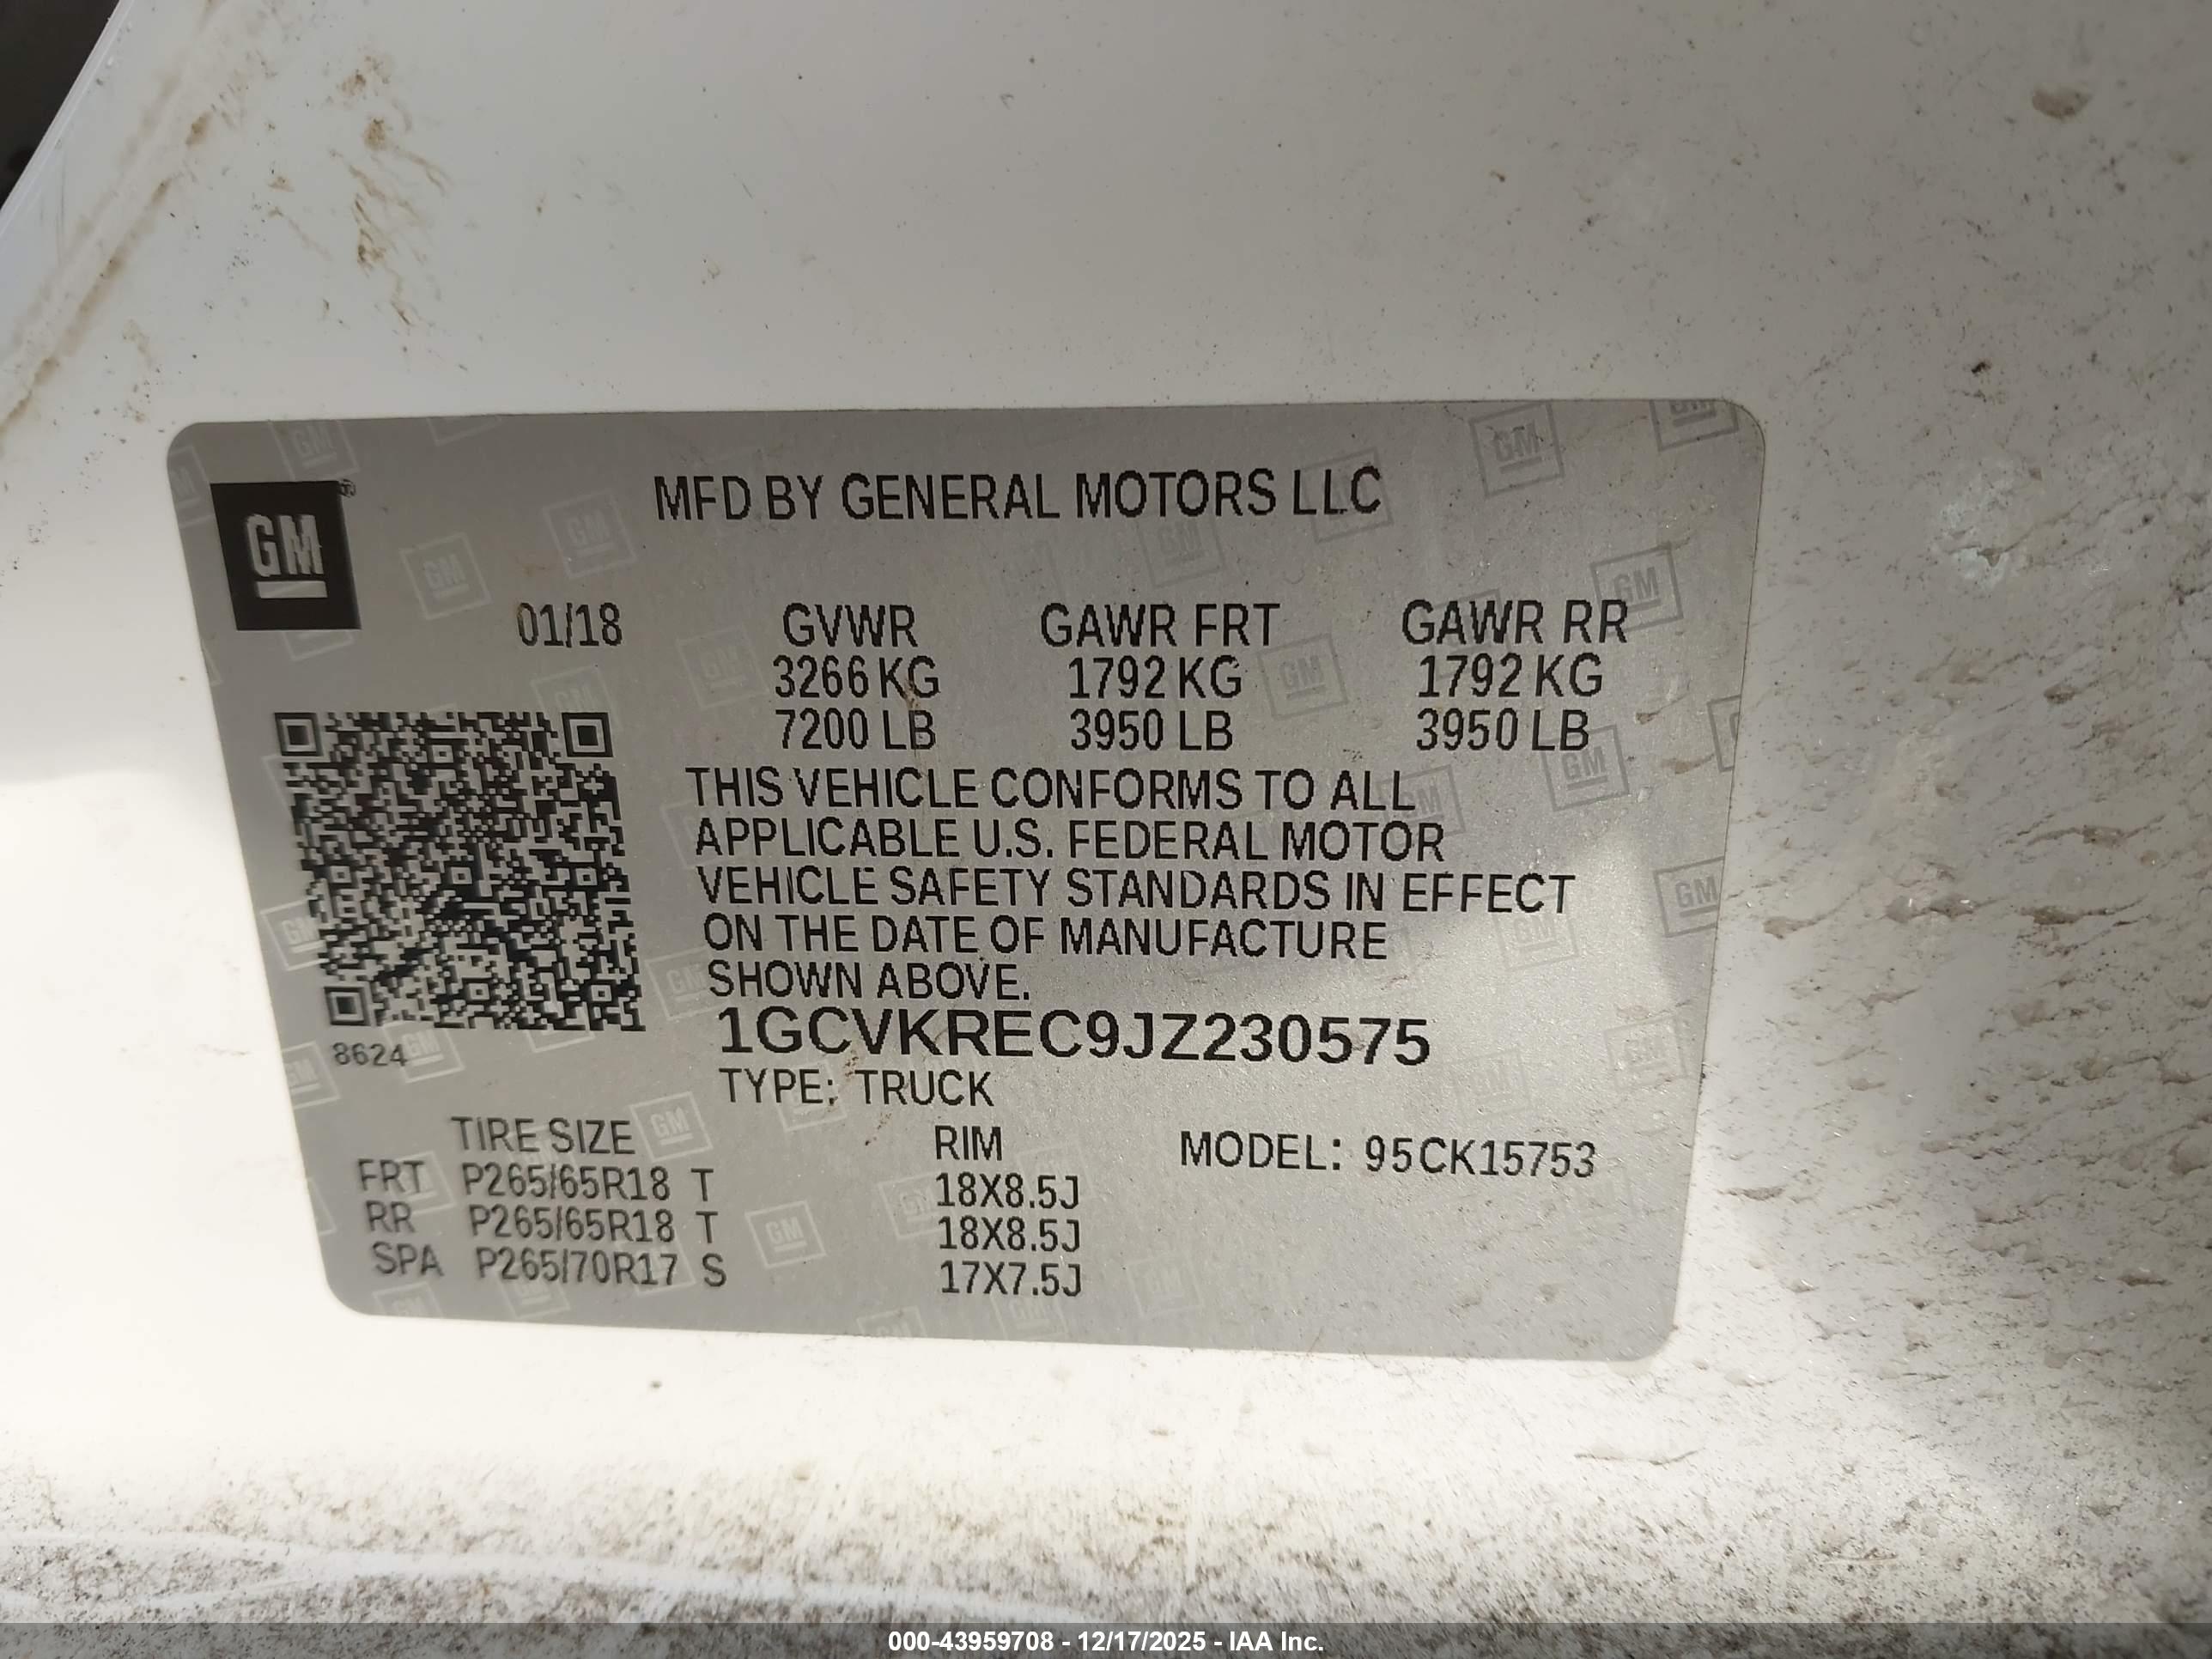 MFD BY GENERAL MOTORS LLC
GM
01/18 GVWR GAWR FRT GAWR RR
3266 KG 1792 KG 1792 KG
7200 LB 3950 LB 3950 LB
THIS VEHICLE CONFORMS TO ALL
APPLICABLE U.S. FEDERAL MOTOR
VEHICLE SAFETY STANDARDS IN EFFECT
ON THE DATE OF MANUFACTURE
SHOWN ABOVE.
1GCVKREC9JZ230575
8624
TYPE: TRUCK
TIRE SIZE RIM MODEL: 95CK15753
FRT P265/65R18 T 18X8.5J
RR P265/65R18 T 18X8.5J
SPA P265/70R17 S 17X7.5J
000-43959708 - 12/17/2025 - IAA Inc.